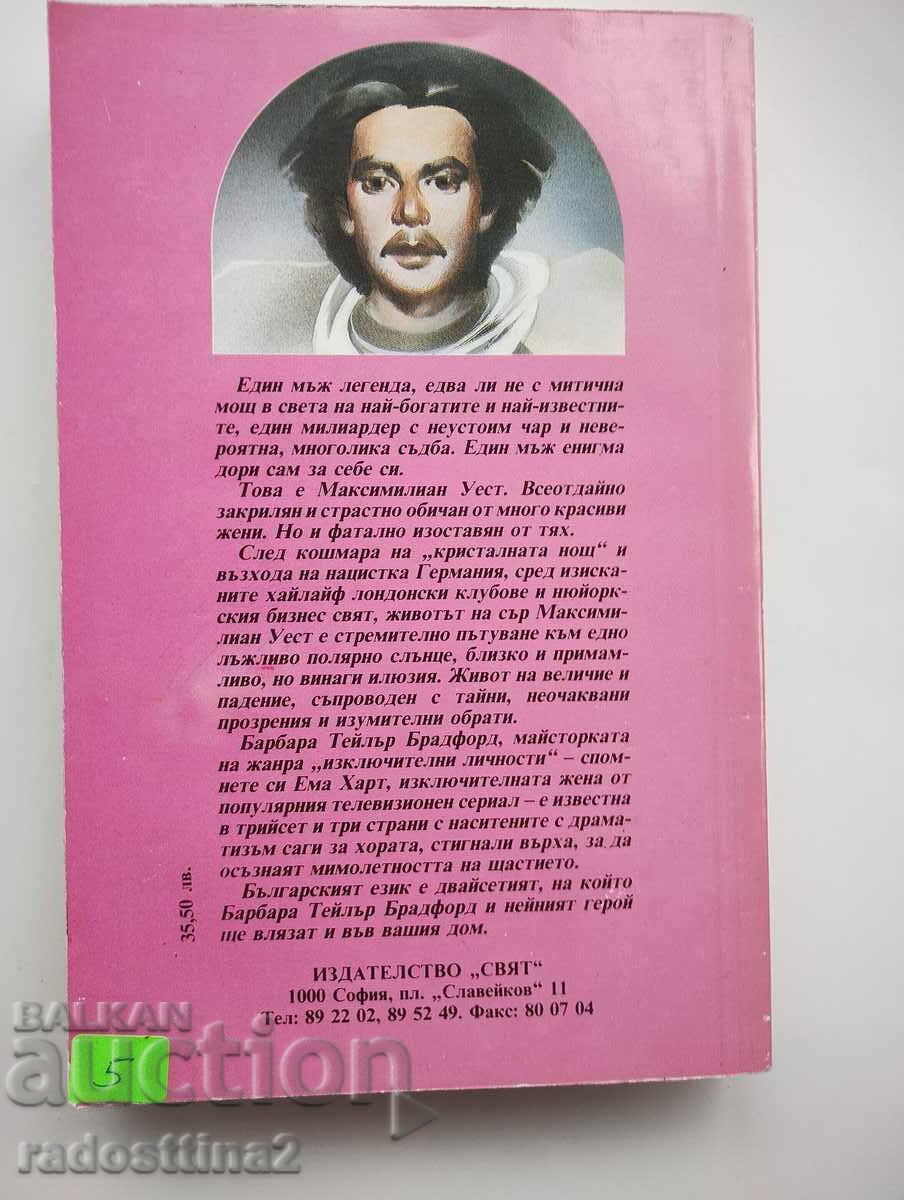 Един мъж легенда, едва ли не с митична
мощ в света на най-богатите и най-известни-
те, един милиардер с неустоим чар и неве-
роятна, многолика съдба. Един мъж енигма
дори сам за себе си.
Това е Максимилиан Уест. Всеотдайно
закрилян и страстно обичан от много красиви
жени. Но и фатално изоставян от тях.
След кошмара на „кристалната нощ“ и
възхода на нацистка Германия, сред изиска-
ните хайлайф лондонски клубове и нюйорк-
ския бизнес свят, животът на сър Максими-
лиан Уест е стремително пътуване към едно
лъжливо полярно слънце, близко и примам-
ливо, но винаги илюзия. Живот на величие и
падение, съпроводен с тайни, неочаквани
прозрения и изумителни обрати.
Барбара Тейлър Брадфорд, майсторката
на жанра „изключителни личности“ – спом-
нете си Ема Харт, изключителната жена от
популярния телевизионен сериал – е известна
в трийсет и три страни с наситените с драма-
тизъм саги за хората, стигнали върха, за да
осъзнаят мимолетността на щастието.
Българският език е двайсетият, на който
Барбара Тейлър Брадфорд и нейният герой
ще влязат и във вашия дом.
35,50 лв.
ИЗДАТЕЛСТВО „СВЯТ“
1000 София, пл. „Славейков“ 11
Тел: 89 22 02, 89 52 49. Факс: 80 07 04
BALKAN
auction
5
radosttina2